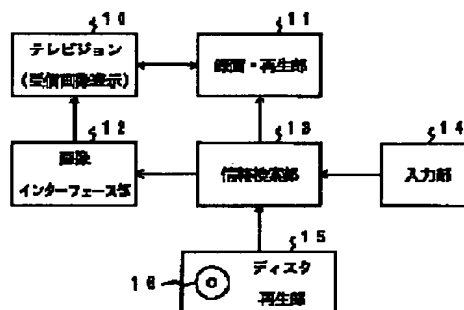 10
テレビジョン
(受信画像表示)
11
録画・再生部
12
画像
インターフェース部
13
情報検索部
14
入力部
15
ディスク
再生部
16